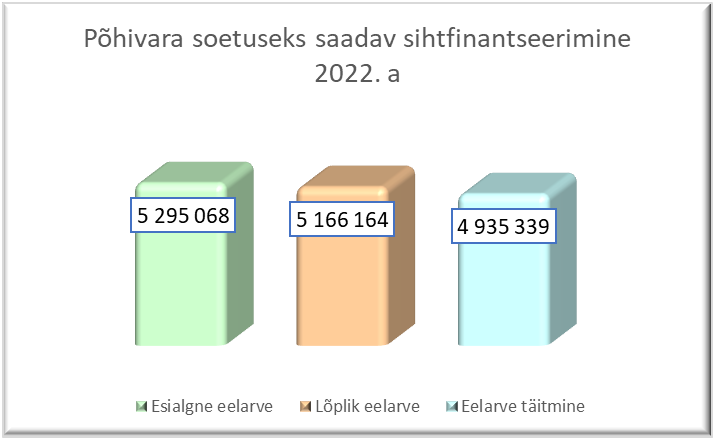 Põhivara soetuseks saadav sihtfinantseerimine
2022. a
5 295 068
5 166 164
4 935 339
Esialgne eelarve
Lõplik eelarve
Eelarve täitmine